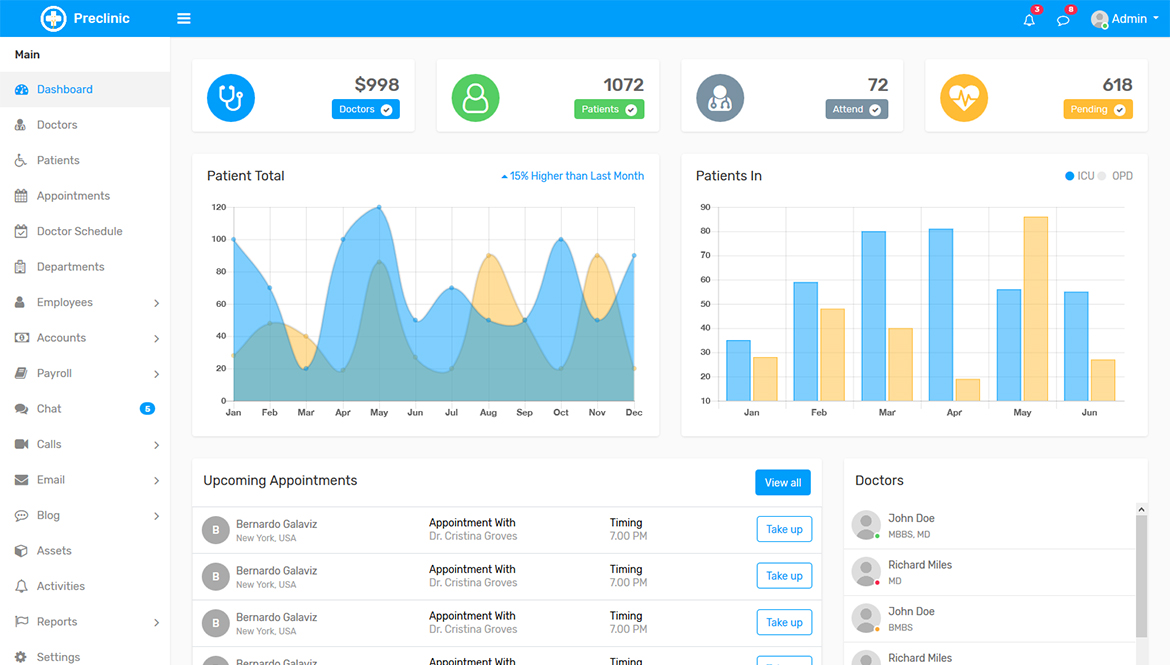 Preclinic
3
8
Admin
Main
Dashboard
Doctors
Patients
Appointments
Doctor Schedule
Departments
Employees
Accounts
Payroll
Chat
5
Calls
Email
Blog
Assets
Activities
Reports
Settings
$998
Doctors
1072
Patients
72
Attend
618
Pending
Patient Total
15% Higher than Last Month
120
100
80
60
40
20
0
Jan Feb Mar Apr May Jun Jul Aug Sep Oct Nov Dec
Patients In
ICU OPD
90
80
70
60
50
40
30
20
10
Jan Feb Mar Apr May Jun
Upcoming Appointments
View all
B
Bernardo Galaviz
New York, USA
Appointment With
Dr. Cristina Groves
Timing
7.00 PM
Take up
B
Bernardo Galaviz
New York, USA
Appointment With
Dr. Cristina Groves
Timing
7.00 PM
Take up
B
Bernardo Galaviz
New York, USA
Appointment With
Dr. Cristina Groves
Timing
7.00 PM
Take up
Bernardo Galaviz
Appointment With
Timing
Doctors
John Doe
MBBS, MD
Richard Miles
MD
John Doe
BMBS
Richard Miles